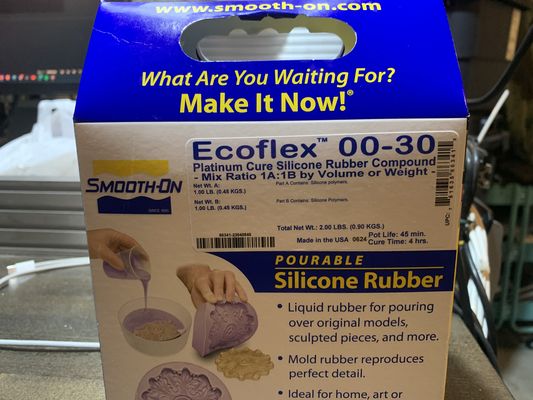 www.smooth-on.com
What Are You Waiting For?
Make It Now!®
Ecoflex™ 00-30
Platinum Cure Silicone Rubber Compound
- Mix Ratio 1A:1B by Volume or Weight -
Net Wt. A:
1.00 LB. (0.45 KGS.)
Part A Contains: Silicone polymers.
Net Wt. B:
1.00 LB. (0.45 KGS.)
Part B Contains: Silicone polymers.
Total Net Wt.: 2.00 LBS. (0.90 KGS.)
Made in the USA 0624
Pot Life: 45 min.
Cure Time: 4 hrs.
UPC:
SMOOTH-ON
POURABLE
Silicone Rubber
• Liquid rubber for pouring
over original models,
sculpted pieces, and more.
• Mold rubber reproduces
perfect detail.
• Ideal for home, art or